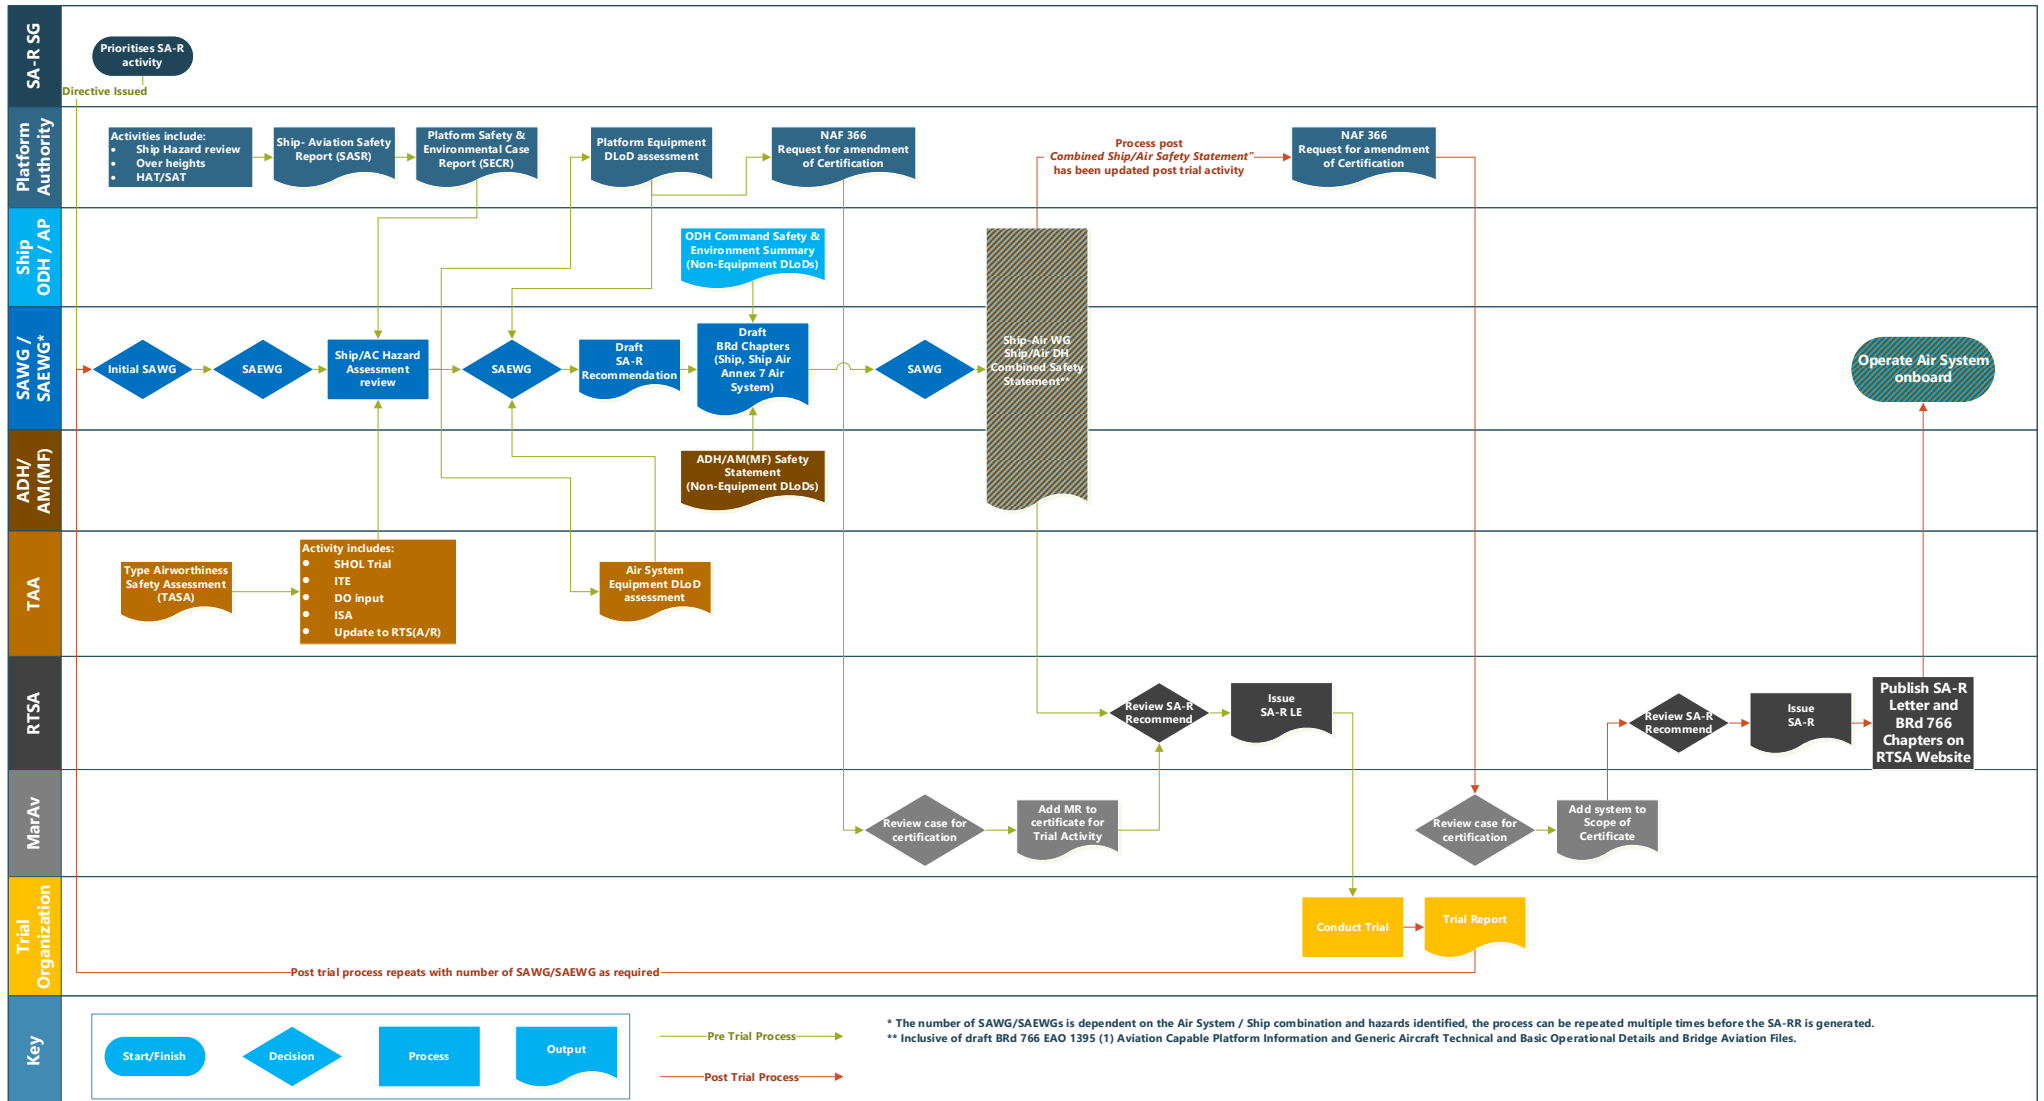 SA-R SG
Prioritises SA-R
activity
Directive Issued
Platform
Authority
Activities include:
• Ship Hazard review
• Over heights
• HAT/SAT
Ship- Aviation Safety
Report (SASR)
Platform Safety &
Environmental Case
Report (SECR)
Platform Equipment
DLoD assessment
NAF 366
Request for amendment
of Certification
Process post
Combined Ship/Air Safety Statement"
has been updated post trial activity
NAF 366
Request for amendment
of Certification
Ship
ODH / AP
ODH Command Safety &
Environment Summary
(Non-Equipment DLoDs)
SAWG /
SAEWG*
Initial SAWG
SAEWG
Ship/AC Hazard
Assessment
review
SAEWG
Draft
SA-R
Recommendation
Draft
BRd Chapters
(Ship, Ship Air
Annex 7 Air
System)
SAWG
Ship-Air WG
Ship/Air DH
Combined Safety
Statement**
Operate Air System
onboard
ADH/
AM(MF)
ADH/AM(MF) Safety
Statement
(Non-Equipment DLoDs)
TAA
Type Airworthiness
Safety Assessment
(TASA)
Activity includes:
• SHOL Trial
• ITE
• DO input
• ISA
• Update to RTS(A/R)
Air System
Equipment DLoD
assessment
RTSA
Review SA-R
Recommend
Issue
SA-R LE
Review SA-R
Recommend
Issue
SA-R
Publish SA-R
Letter and
BRd 766
Chapters on
RTSA Website
MarAv
Review case for
certification
Add MR to
certificate for
Trial Activity
Review case for
certification
Add system to
Scope of
Certificate
Trial
Organization
Conduct Trial
Trial Report
Post trial process repeats with number of SAWG/SAEWG as required
Key
Start/Finish
Decision
Process
Output
Pre Trial Process
Post Trial Process
* The number of SAWG/SAEWGs is dependent on the Air System / Ship combination and hazards identified, the process can be repeated multiple times before the SA-RR is generated.
** Inclusive of draft BRd 766 EAO 1395 (1) Aviation Capable Platform Information and Generic Aircraft Technical and Basic Operational Details and Bridge Aviation Files.